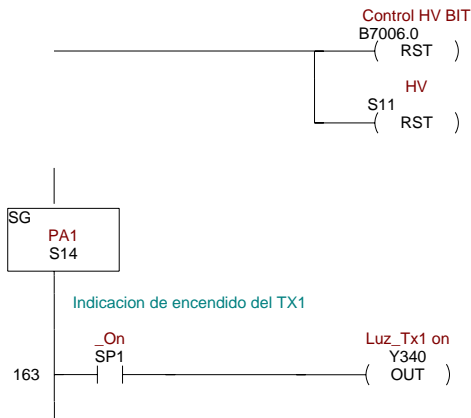 Control HV BIT
B7006.0
RST
HV
S11
RST
SG
PA1
S14
Indicacion de encendido del TX1
_On
SP1
Luz_Tx1 on
Y340
163
OUT